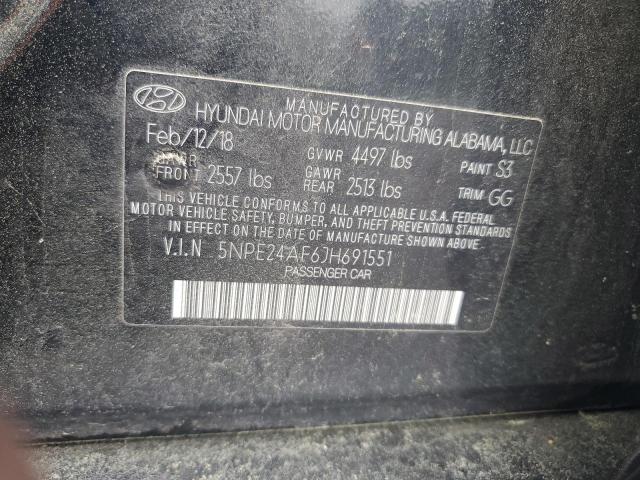 MANUFACTURED BY
HYUNDAI MOTOR MANUFACTURING ALABAMA, LLC
Feb/12/18 GVWR 4497 lbs PAINT S3
GAWR FRONT 2557 lbs GAWR REAR 2513 lbs TRIM GG
THIS VEHICLE CONFORMS TO ALL APPLICABLE U.S.A. FEDERAL
MOTOR VEHICLE SAFETY, BUMPER, AND THEFT PREVENTION STANDARDS
IN EFFECT ON THE DATE OF MANUFACTURE SHOWN ABOVE.
V.I.N 5NPE24AF6JH691551
PASSENGER CAR